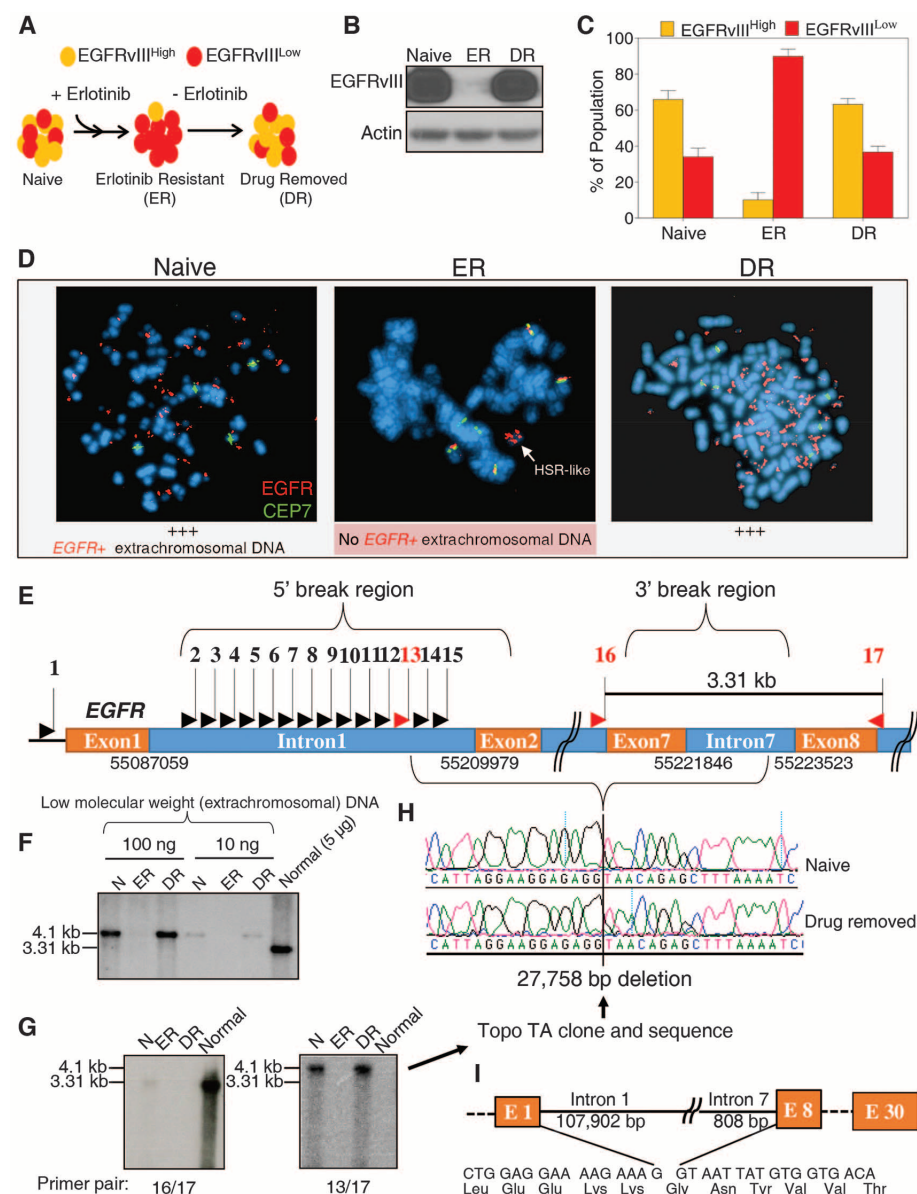 A
EGFRvIIIHigh EGFRvIIILow
+ Erlotinib - Erlotinib
Naive Erlotinib Resistant (ER) Drug Removed (DR)
B
Naive ER DR
EGFRvIII
Actin
C
EGFRvIIIHigh EGFRvIIILow
% of Population
100
80
60
40
20
0
Naive ER DR
D
Naive ER DR
EGFR
CEP7
HSR-like
+++
EGFR+ extrachromosomal DNA
No EGFR+ extrachromosomal DNA
+++
E
5' break region 3' break region
1 2 3 4 5 6 7 8 9 10 11 12 13 14 15 16 17
3.31 kb
EGFR
Exon1 Intron1 Exon2 Exon7 Intron7 Exon8
55087059 55209979 55221846 55223523
F
Low molecular weight (extrachromosomal) DNA
100 ng 10 ng Normal (5 µg)
N ER DR N ER DR
4.1 kb
3.31 kb
H
CATTAGGAAGGAGAGGTAACAGAGCTTTAAAATC
Naive
CATTAGGAAGGAGAGGTAACAGAGCTTTAAAATC
Drug removed
27,758 bp deletion
Topo TA clone and sequence
G
N ER DR Normal
4.1 kb
3.31 kb
N ER DR Normal
4.1 kb
3.31 kb
Primer pair: 16/17 13/17
I
E 1 Intron 1 Intron 7 E 8 E 30
107,902 bp 808 bp
CTG GAG GAA AAG AAA G GT AAT TAT GTG GTG ACA
Leu Glu Glu Lys Lys Gly Asn Tyr Val Val Thr